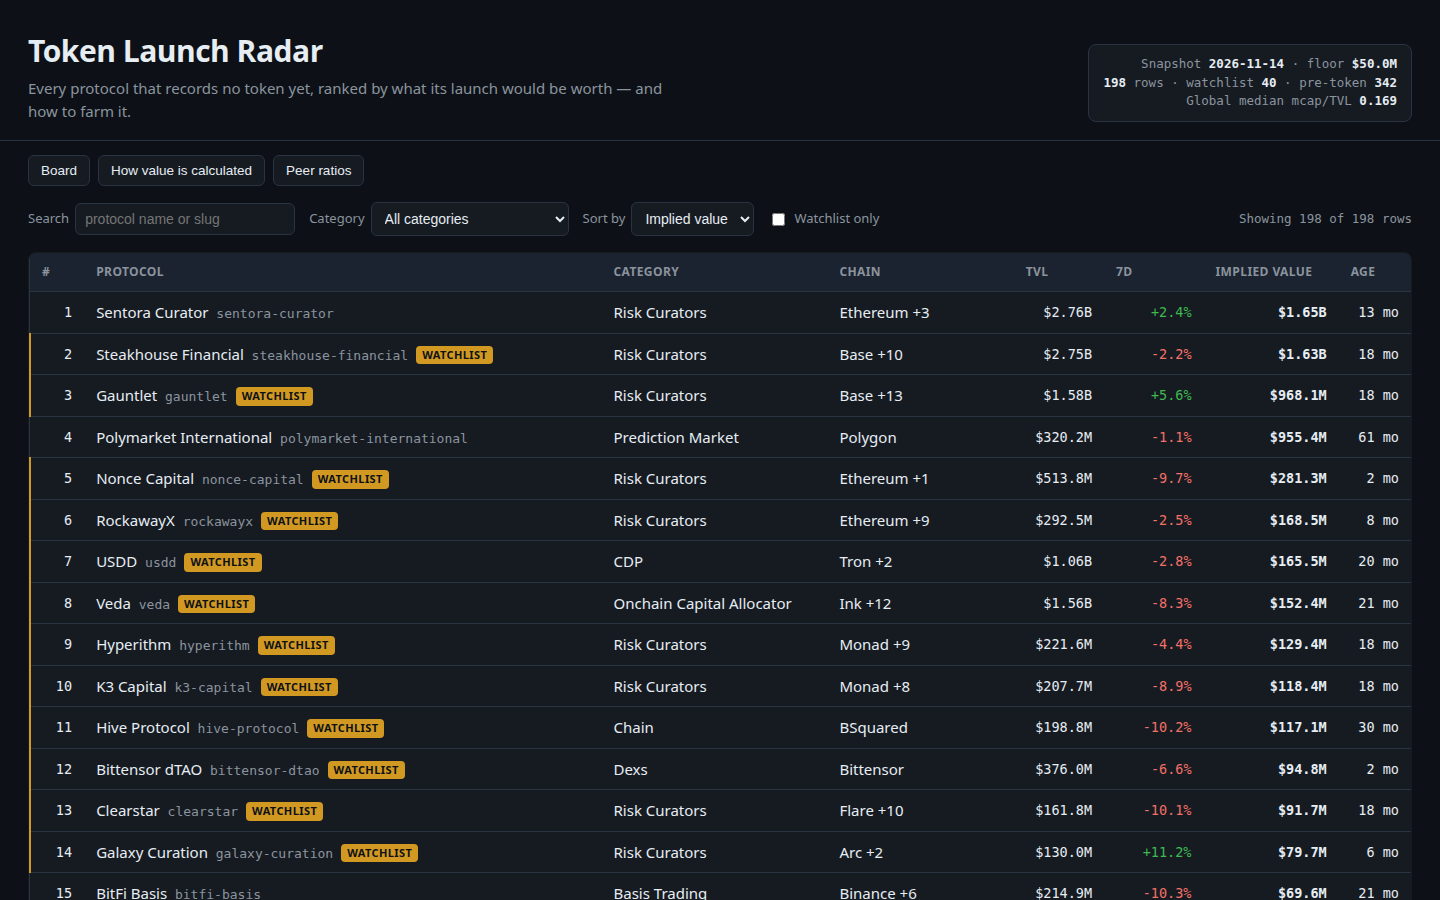 Token Launch Radar
Every protocol that records no token yet, ranked by what its launch would be worth — and
how to farm it.
Snapshot 2026-11-14 · floor $50.0M
198 rows · watchlist 40 · pre-token 342
Global median mcap/TVL 0.169
Board How value is calculated Peer ratios
Search protocol name or slug Category All categories Sort by Implied value Watchlist only Showing 198 of 198 rows
# PROTOCOL CATEGORY CHAIN TVL 7D IMPLIED VALUE AGE
1 Sentora Curator sentora-curator Risk Curators Ethereum +3 $2.76B +2.4% $1.65B 13 mo
2 Steakhouse Financial steakhouse-financial WATCHLIST Risk Curators Base +10 $2.75B -2.2% $1.63B 18 mo
3 Gauntlet gauntlet WATCHLIST Risk Curators Base +13 $1.58B +5.6% $968.1M 18 mo
4 Polymarket International polymarket-international Prediction Market Polygon $320.2M -1.1% $955.4M 61 mo
5 Nonce Capital nonce-capital WATCHLIST Risk Curators Ethereum +1 $513.8M -9.7% $281.3M 2 mo
6 RockawayX rockawayx WATCHLIST Risk Curators Ethereum +9 $292.5M -2.5% $168.5M 8 mo
7 USDD usdd WATCHLIST CDP Tron +2 $1.06B -2.8% $165.5M 20 mo
8 Veda veda WATCHLIST Onchain Capital Allocator Ink +12 $1.56B -8.3% $152.4M 21 mo
9 Hyperithm hyperithm WATCHLIST Risk Curators Monad +9 $221.6M -4.4% $129.4M 18 mo
10 K3 Capital k3-capital WATCHLIST Risk Curators Monad +8 $207.7M -8.9% $118.4M 18 mo
11 Hive Protocol hive-protocol WATCHLIST Chain BSquared $198.8M -10.2% $117.1M 30 mo
12 Bittensor dTAO bittensor-dtao WATCHLIST Dexs Bittensor $376.0M -6.6% $94.8M 2 mo
13 Clearstar clearstar WATCHLIST Risk Curators Flare +10 $161.8M -10.1% $91.7M 18 mo
14 Galaxy Curation galaxy-curation WATCHLIST Risk Curators Arc +2 $130.0M +11.2% $79.7M 6 mo
15 BitFi Basis bitfi-basis Basis Trading Binance +6 $214.9M -10.3% $69.6M 21 mo